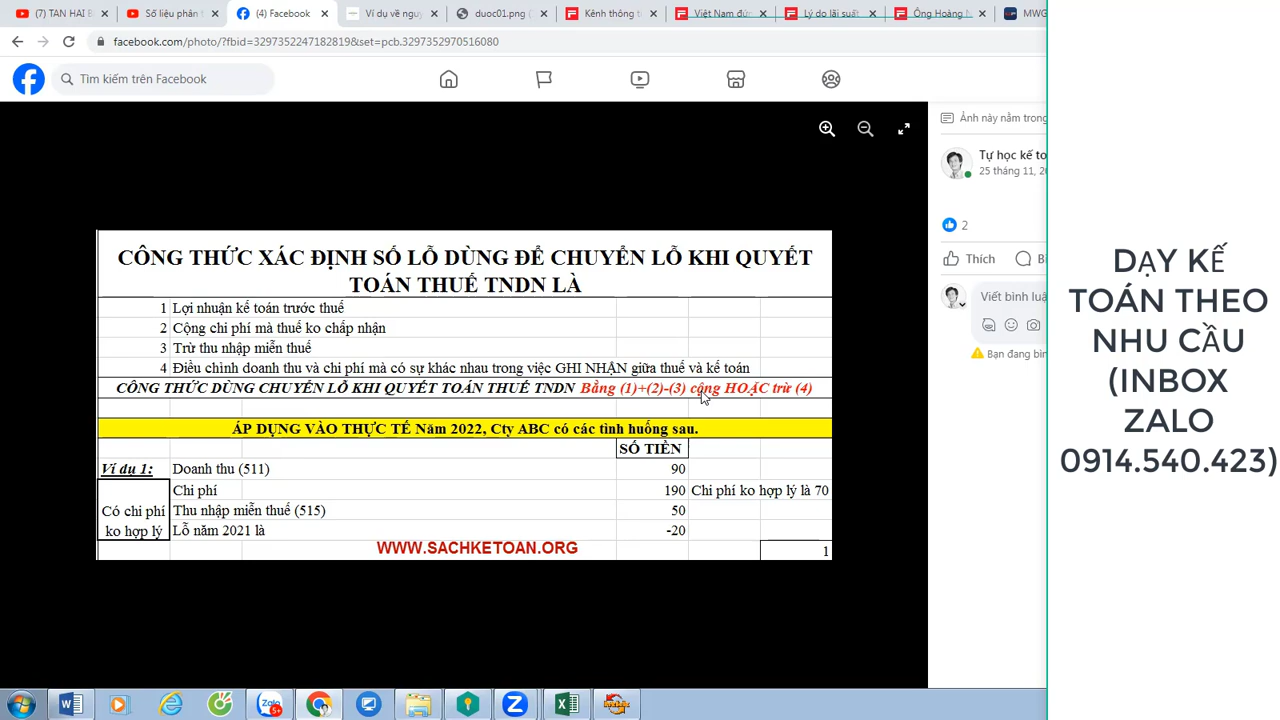 (7) TAN HAI B
Số liệu phân t
(4) Facebook
Ví dụ về ngu
duoc01.png (
Kênh thông t
Việt Nam đứ
Lý do lãi suất
Ông Hoàng N
MWG
facebook.com/photo/?fbid=3297352247182819&set=pcb.3297352970516080
Tìm kiếm trên Facebook
Ảnh này nằm trong
Tự học kế to
25 tháng 11, 20
2
Thích
Viết bình luậ
Bạn đang bìn
CÔNG THỨC XÁC ĐỊNH SỐ LỖ DÙNG ĐỂ CHUYỂN LỖ KHI QUYẾT
TOÁN THUẾ TNDN LÀ
1 Lợi nhuận kế toán trước thuế
2 Cộng chi phí mà thuế ko chấp nhận
3 Trừ thu nhập miễn thuế
4 Điều chỉnh doanh thu và chi phí mà có sự khác nhau trong việc GHI NHẬN giữa thuế và kế toán
CÔNG THỨC DÙNG CHUYỂN LỖ KHI QUYẾT TOÁN THUẾ TNDN Bằng (1)+(2)-(3) cộng HOẶC trừ (4)
ÁP DỤNG VÀO THỰC TẾ Năm 2022, Cty ABC có các tình huống sau.
SỐ TIỀN
Ví dụ 1: Doanh thu (511) 90
Chi phí 190 Chi phí ko hợp lý là 70
Có chi phí
ko hợp lý
Thu nhập miễn thuế (515) 50
Lỗ năm 2021 là -20
WWW.SACHKETOAN.ORG
1
DẠY KẾ
TOÁN THEO
NHU CẦU
(INBOX
ZALO
0914.540.423)
Zalo
5+